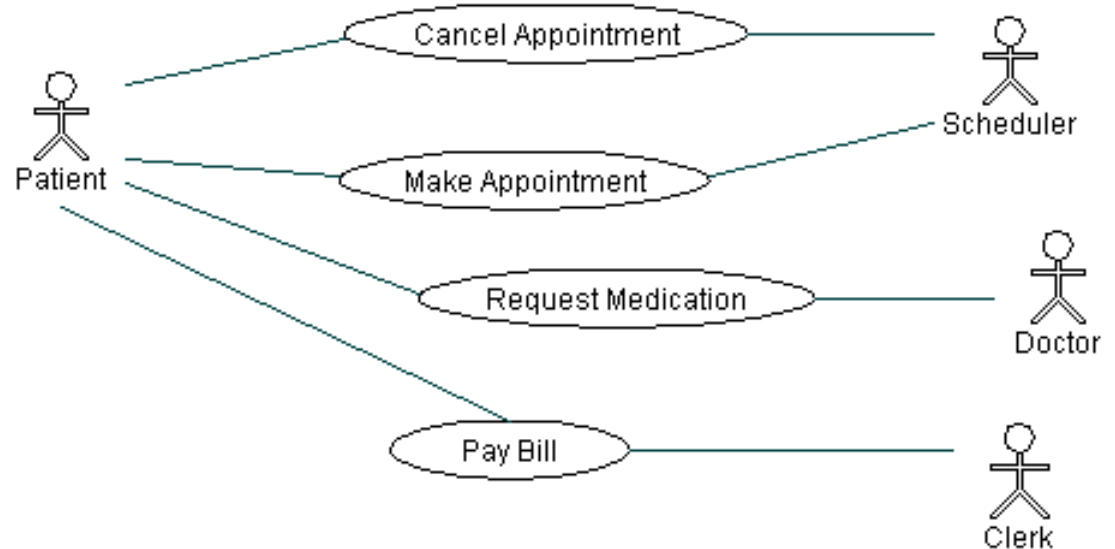 Cancel Appointment
Scheduler
Patient
Make Appointment
Request Medication
Doctor
Pay Bill
Clerk